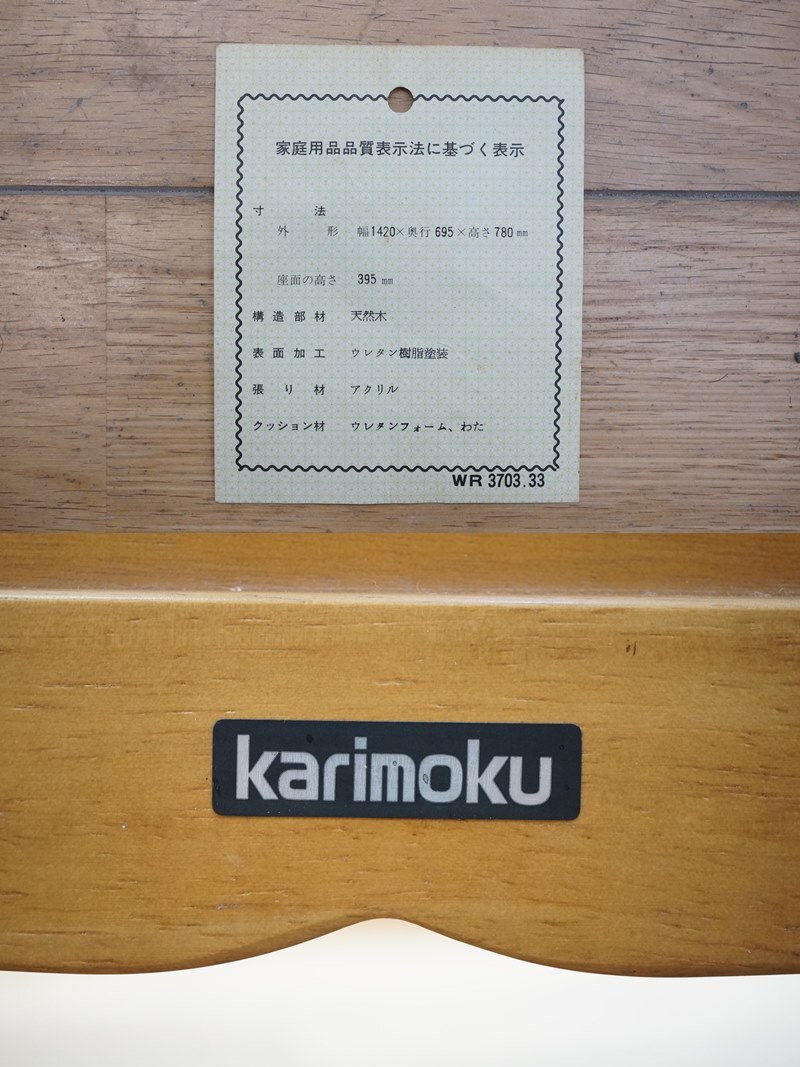 家庭用品品質表示法に基づく表示
寸法
外形 幅1420×奥行695×高さ780mm
座面の高さ 395mm
構造部材 天然木
表面加工 ウレタン樹脂塗装
張り材 アクリル
クッション材 ウレタンフォーム、わた
WR 3703.33
karimoku